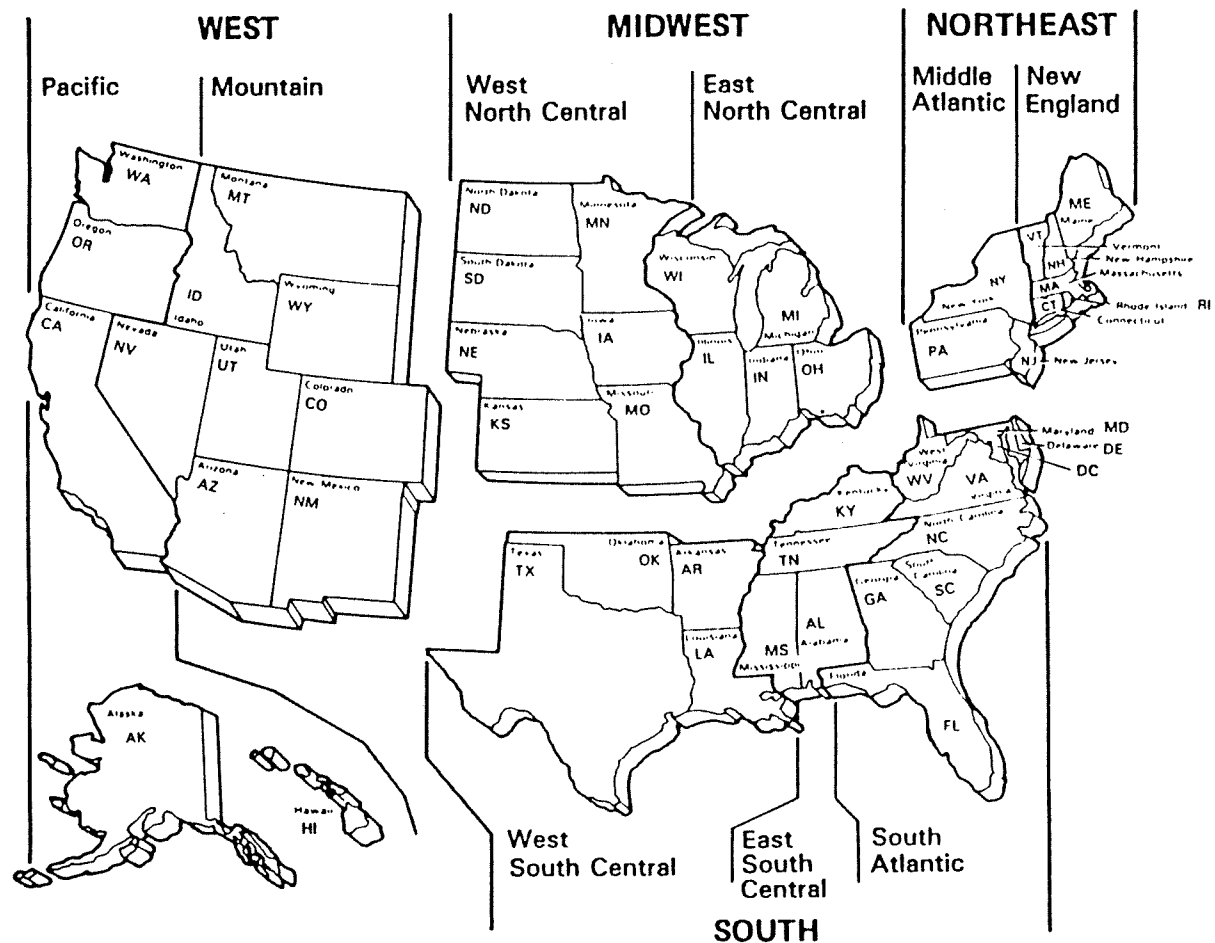 WEST
MIDWEST
NORTHEAST
Pacific
Mountain
West
North Central
East
North Central
Middle
Atlantic
New
England
Washington
WA
Montana
MT
Oregon
OR
ID
Idaho
Wyoming
WY
California
CA
Nevada
NV
Utah
UT
Colorado
CO
Arizona
AZ
New Mexico
NM
Alaska
AK
Hawaii
HI
North Dakota
ND
Minnesota
MN
South Dakota
SD
Wisconsin
WI
MI
Michigan
Nebraska
NE
Iowa
IA
Illinois
IL
Indiana
IN
Ohio
OH
Kansas
KS
Missouri
MO
ME
Maine
VT
Vermont
NH
New Hampshire
MA
Massachusetts
NY
New York
CT
Rhode Island RI
Connecticut
Pennsylvania
PA
NJ
New Jersey
Maryland MD
Delaware DE
DC
West
Virginia
WV
VA
Virginia
Kentucky
KY
Tennessee
TN
North Carolina
NC
South
Carolina
SC
Texas
TX
Oklahoma
OK
Arkansas
AR
Georgia
GA
AL
Alabama
Louisiana
LA
MS
Mississippi
Florida
FL
West
South Central
East
South
Central
South
Atlantic
SOUTH